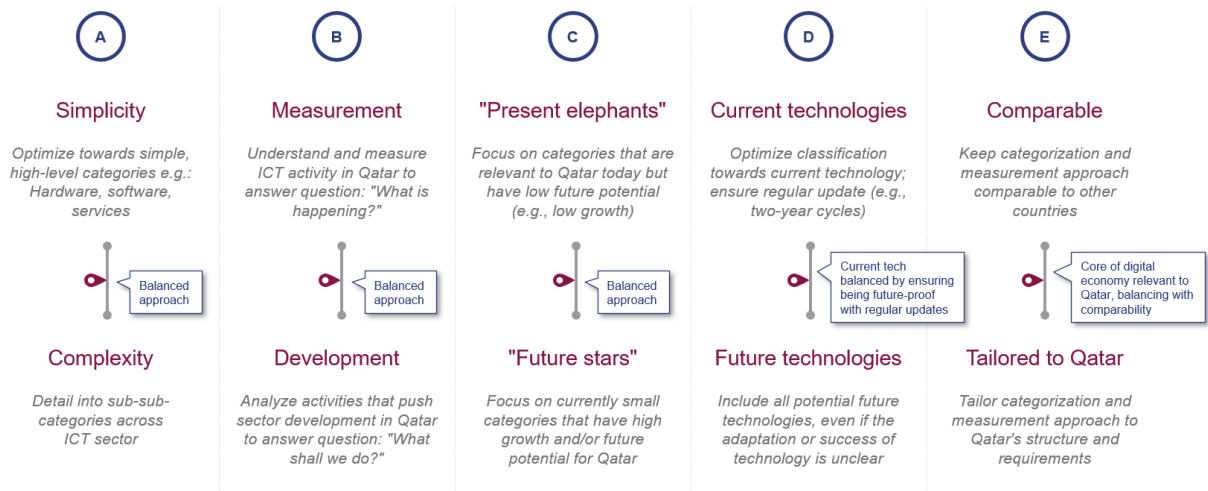 A
Simplicity
Optimize towards simple,
high-level categories e.g.:
Hardware, software,
services
Balanced
approach
Complexity
Detail into sub-sub-
categories across
ICT sector
B
Measurement
Understand and measure
ICT activity in Qatar to
answer question: "What is
happening?"
Balanced
approach
Development
Analyze activities that push
sector development in Qatar
to answer question: "What
shall we do?"
C
"Present elephants"
Focus on categories that are
relevant to Qatar today but
have low future potential
(e.g., low growth)
Balanced
approach
"Future stars"
Focus on currently small
categories that have high
growth and/or future
potential for Qatar
D
Current technologies
Optimize classification
towards current technology;
ensure regular update (e.g.,
two-year cycles)
Current tech
balanced by ensuring
being future-proof
with regular updates
Future technologies
Include all potential future
technologies, even if the
adaptation or success of
technology is unclear
E
Comparable
Keep categorization and
measurement approach
comparable to other
countries
Core of digital
economy relevant to
Qatar, balancing with
comparability
Tailored to Qatar
Tailor categorization and
measurement approach to
Qatar's structure and
requirements